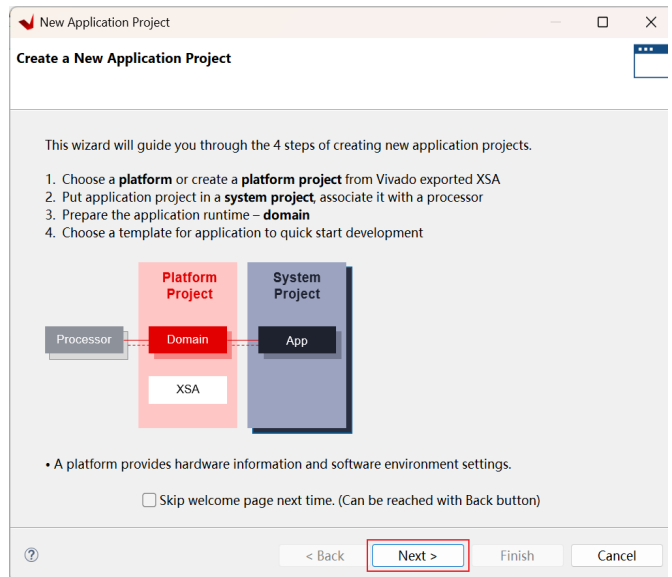 New Application Project
Create a New Application Project
This wizard will guide you through the 4 steps of creating new application projects.
1. Choose a platform or create a platform project from Vivado exported XSA
2. Put application project in a system project, associate it with a processor
3. Prepare the application runtime – domain
4. Choose a template for application to quick start development
Platform
Project
System
Project
Processor
Domain
App
XSA
• A platform provides hardware information and software environment settings.
Skip welcome page next time. (Can be reached with Back button)
?
< Back
Next >
Finish
Cancel